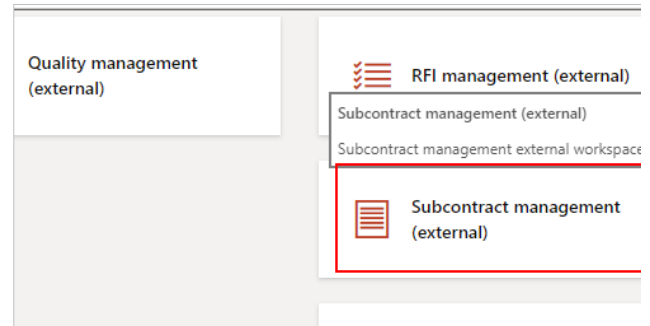 Quality management
(external)
RFI management (external)
Subcontract management (external)
Subcontract management external workspace
Subcontract management
(external)